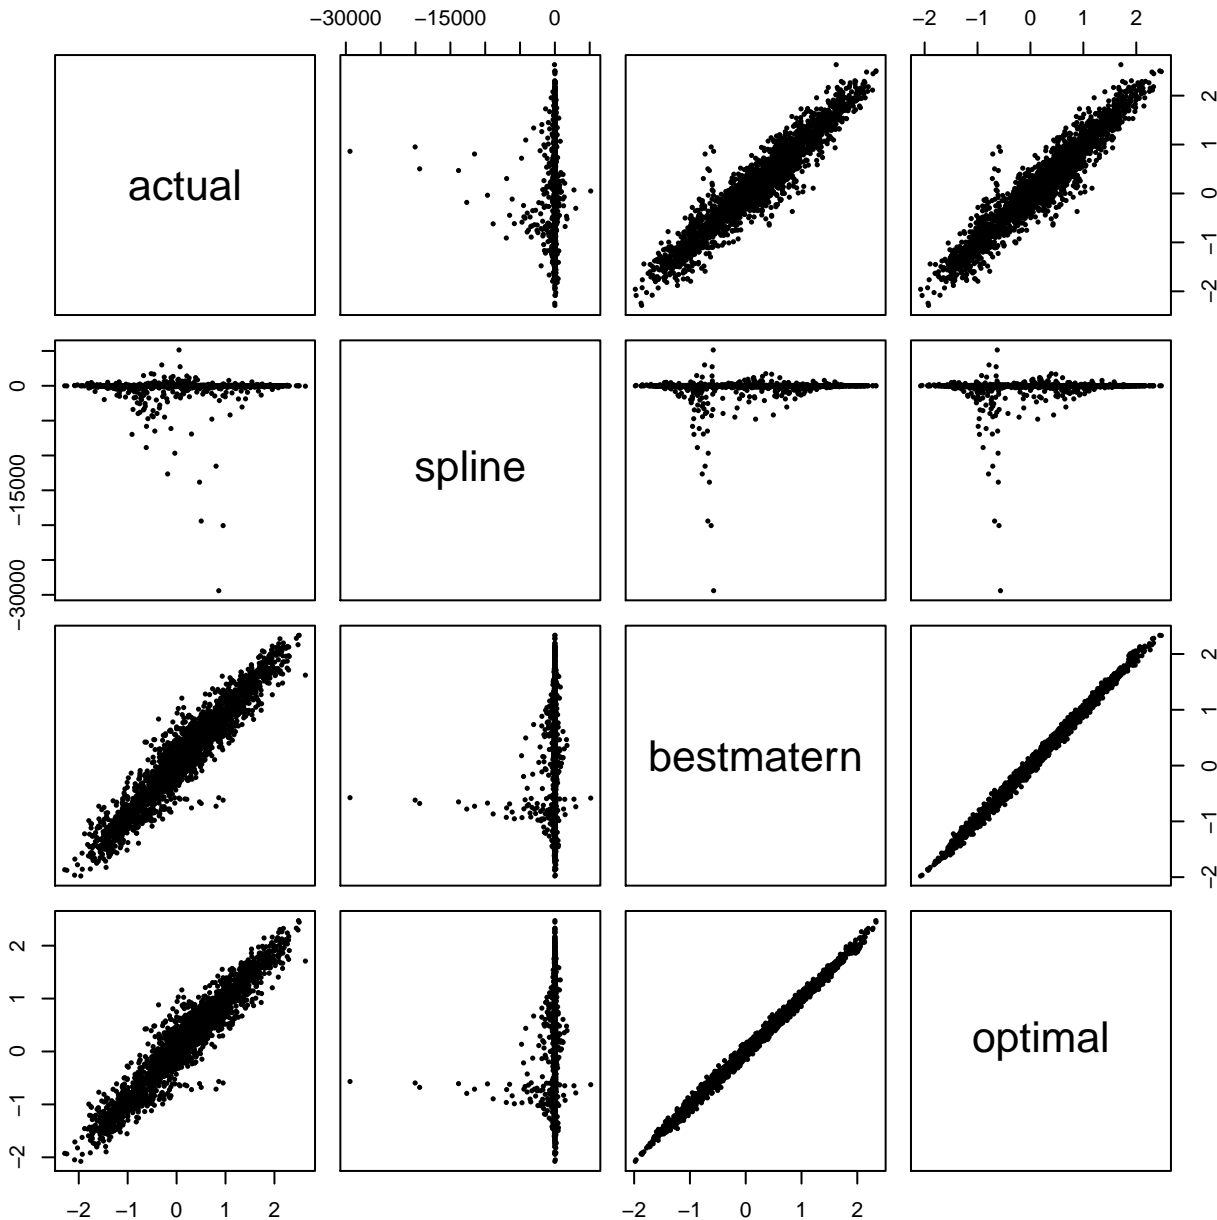 −30000 −15000 0 −2 −1 0 1 2
actual
−2 −1 0 1 2
−30000 −15000 0
spline
bestmatern
−2 −1 0 1 2
−2 −1 0 1 2
optimal
−2 −1 0 1 2 −2 −1 0 1 2